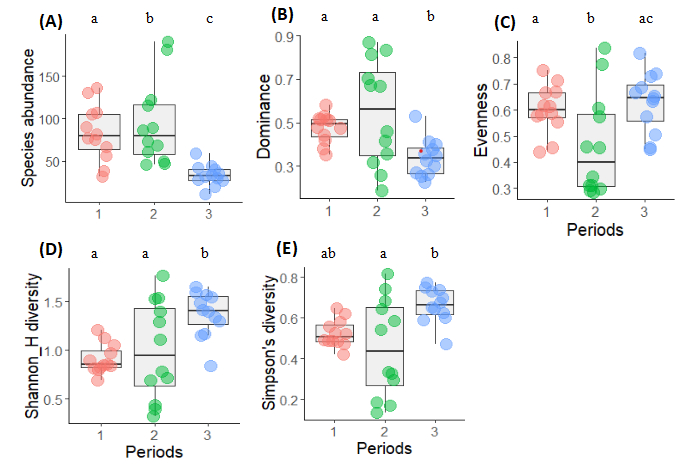 (A) a b c
Species abundance
150
100
50
1 2 3
(B) a a b
Dominance
0.9
0.7
0.5
0.3
1 2 3
(C) a b ac
Evenness
0.8
0.7
0.6
0.5
0.4
0.3
1 2 3
Periods
(D) a a b
Shannon_H diversity
1.5
1.0
0.5
1 2 3
Periods
(E) ab a b
Simpson's diversity
0.8
0.6
0.4
0.2
1 2 3
Periods